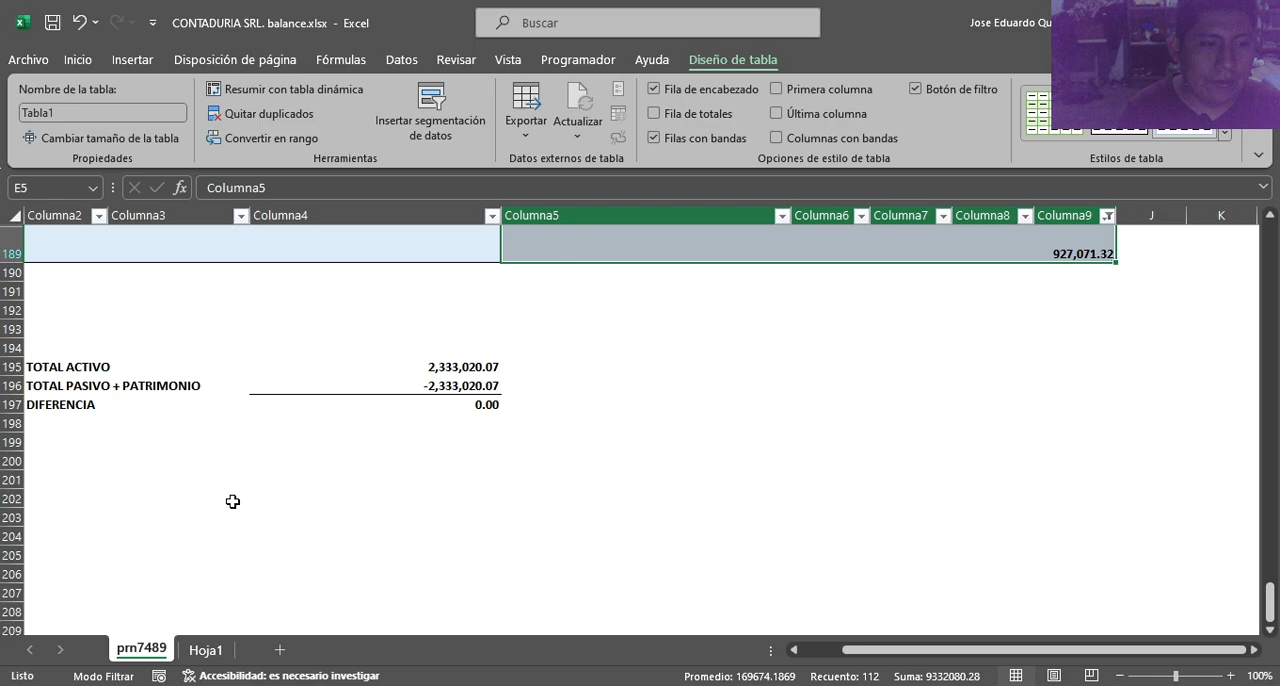 CONTADURIA SRL. balance.xlsx - Excel
Buscar
Jose Eduardo Qu
Archivo Inicio Insertar Disposición de página Fórmulas Datos Revisar Vista Programador Ayuda Diseño de tabla
Nombre de la tabla:
Tabla1
Cambiar tamaño de la tabla
Propiedades
Resumir con tabla dinámica
Quitar duplicados
Convertir en rango
Insertar segmentación
de datos
Herramientas
Exportar
Actualizar
Datos externos de tabla
Fila de encabezado
Fila de totales
Filas con bandas
Primera columna
Última columna
Columnas con bandas
Botón de filtro
Opciones de estilo de tabla
Estilos de tabla
E5
fx
Columna5
Columna2 Columna3 Columna4 Columna5 Columna6 Columna7 Columna8 Columna9 J K
189 927,071.32
190
191
192
193
194
195 TOTAL ACTIVO 2,333,020.07
196 TOTAL PASIVO + PATRIMONIO -2,333,020.07
197 DIFERENCIA 0.00
198
199
200
201
202
203
204
205
206
207
208
209
prn7489 Hoja1
Listo Modo Filtrar Accesibilidad: es necesario investigar Promedio: 169674.1869 Recuento: 112 Suma: 9332080.28 100%